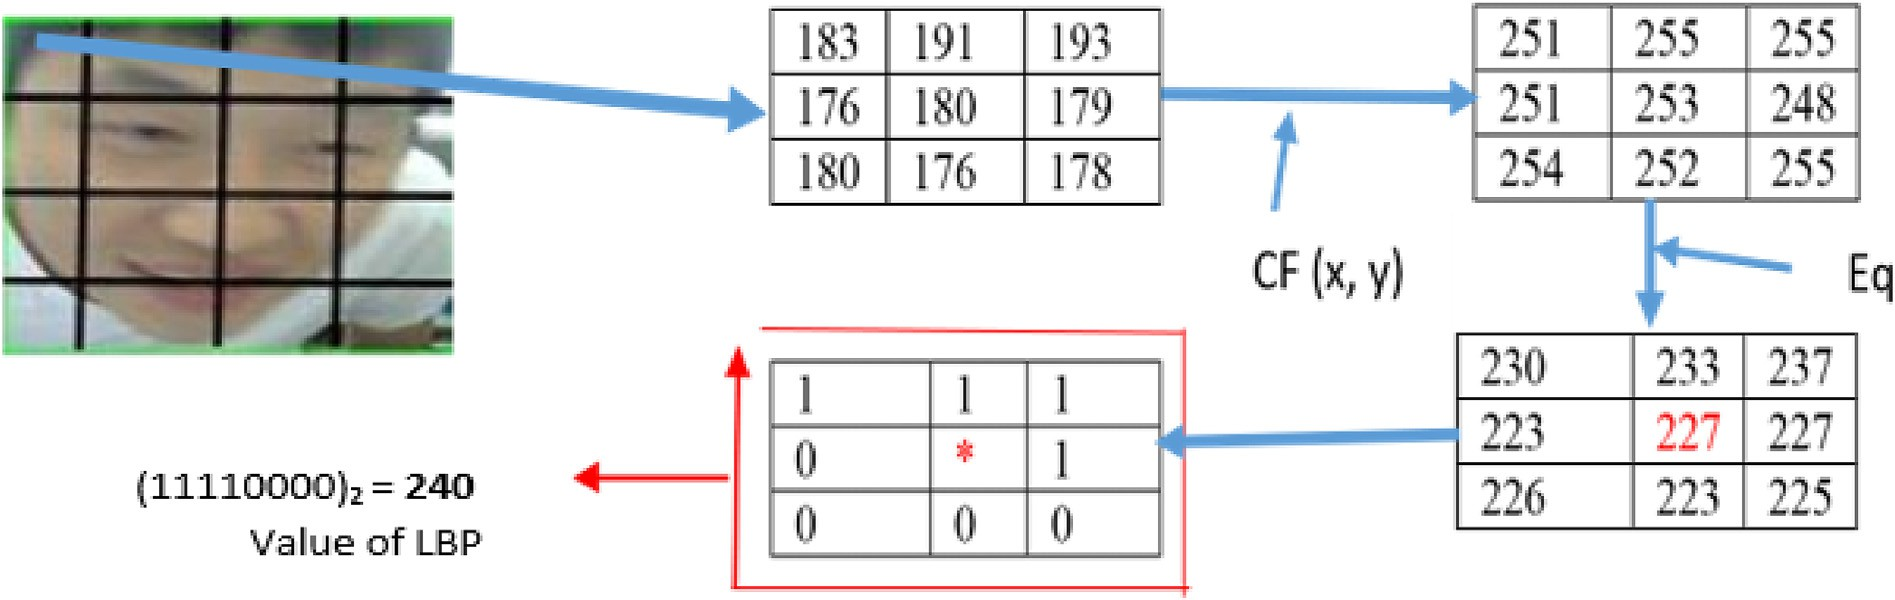 183 191 193
176 180 179
180 176 178
251 255 255
251 253 248
254 252 255
CF (x, y)
Eq
230 233 237
223 227 227
226 223 225
1 1 1
0 * 1
0 0 0
(11110000)₂ = 240
Value of LBP